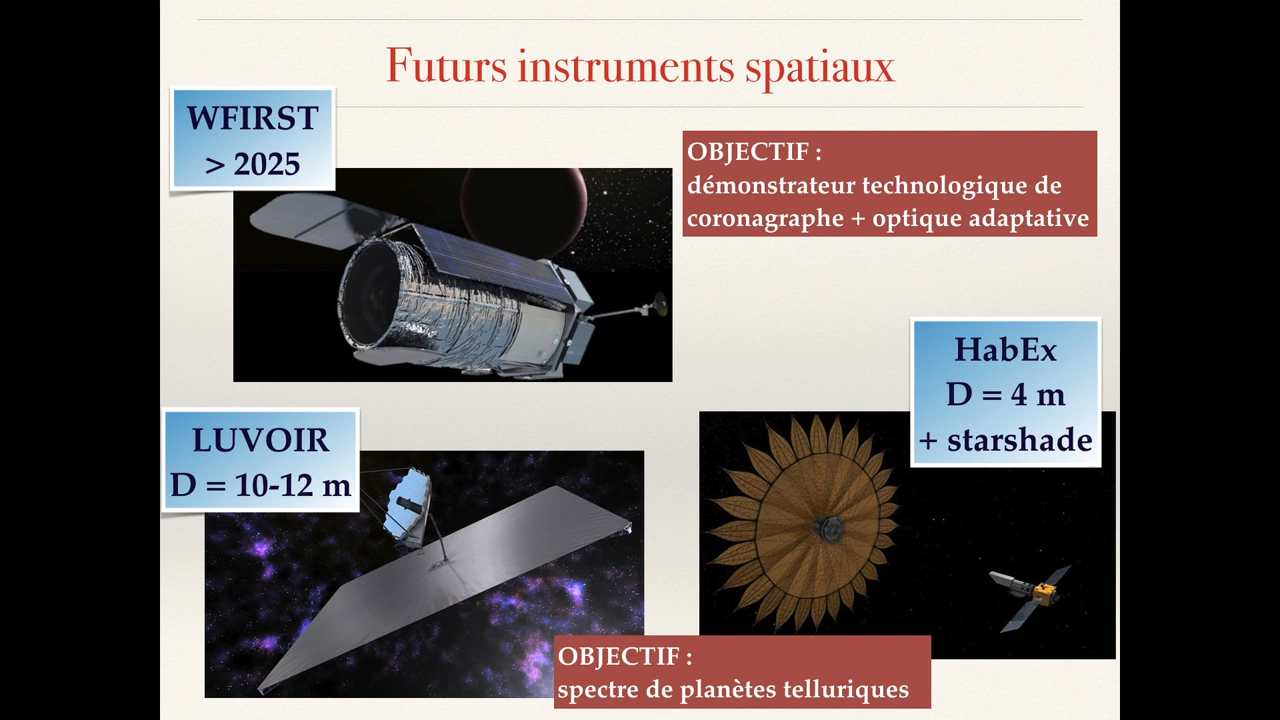 Futurs instruments spatiaux
WFIRST
> 2025
OBJECTIF :
démonstrateur technologique de
coronagraphe + optique adaptative
HabEx
D = 4 m
+ starshade
LUVOIR
D = 10-12 m
OBJECTIF :
spectre de planètes telluriques